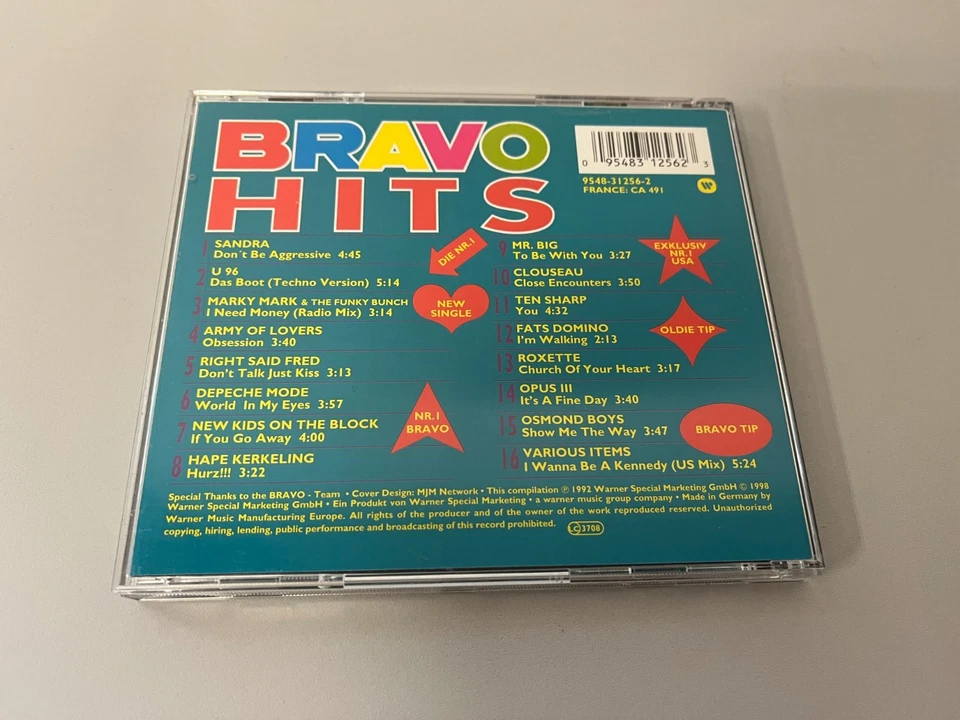 BRAVO
HITS
0 95483 12562 3
9548-31256-2
FRANCE: CA 491
1 SANDRA
Don´t Be Aggressive 4:45
2 U 96
Das Boot (Techno Version) 5:14
DIE NR.1
3 MARKY MARK & THE FUNKY BUNCH
I Need Money (Radio Mix) 3:14
NEW
SINGLE
4 ARMY OF LOVERS
Obsession 3:40
5 RIGHT SAID FRED
Don't Talk Just Kiss 3:13
6 DEPECHE MODE
World In My Eyes 3:57
7 NEW KIDS ON THE BLOCK
If You Go Away 4:00
NR.1
BRAVO
8 HAPE KERKELING
Hurz!!! 3:22
9 MR. BIG
To Be With You 3:27
EXKLUSIV
NR.1
USA
10 CLOUSEAU
Close Encounters 3:50
11 TEN SHARP
You 4:32
12 FATS DOMINO
I'm Walking 2:13
OLDIE TIP
13 ROXETTE
Church Of Your Heart 3:17
14 OPUS III
It's A Fine Day 3:40
15 OSMOND BOYS
Show Me The Way 3:47
BRAVO TIP
16 VARIOUS ITEMS
I Wanna Be A Kennedy (US Mix) 5:24
Special Thanks to the BRAVO - Team • Cover Design: MJM Network • This compilation ℗ 1992 Warner Special Marketing GmbH © 1998
Warner Special Marketing GmbH • Ein Produkt von Warner Special Marketing • a warner music group company • Made in Germany by
Warner Music Manufacturing Europe. All rights of the producer and of the owner of the work reproduced reserved. Unauthorized
copying, hiring, lending, public performance and broadcasting of this record prohibited. LC 3708